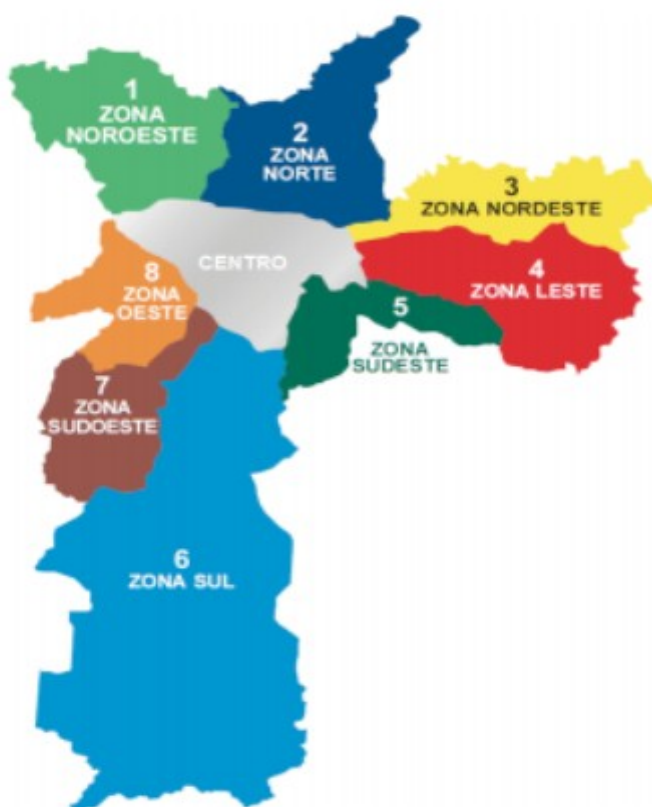 1
ZONA
NOROESTE
2
ZONA
NORTE
3
ZONA NORDESTE
CENTRO
4
ZONA LESTE
8
ZONA
OESTE
5
ZONA
SUDESTE
7
ZONA
SUDOESTE
6
ZONA SUL